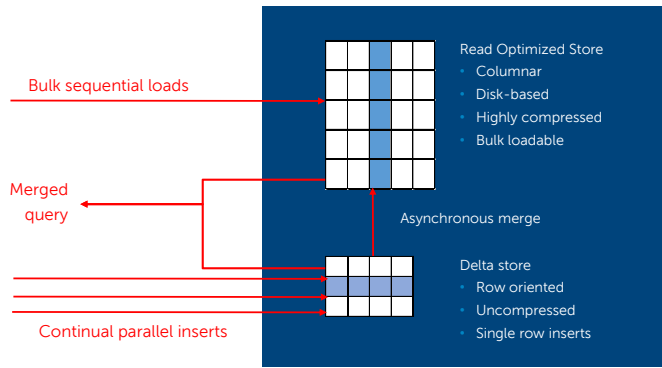 Bulk sequential loads
Merged
query
Continual parallel inserts
Read Optimized Store
• Columnar
• Disk-based
• Highly compressed
• Bulk loadable
Asynchronous merge
Delta store
• Row oriented
• Uncompressed
• Single row inserts